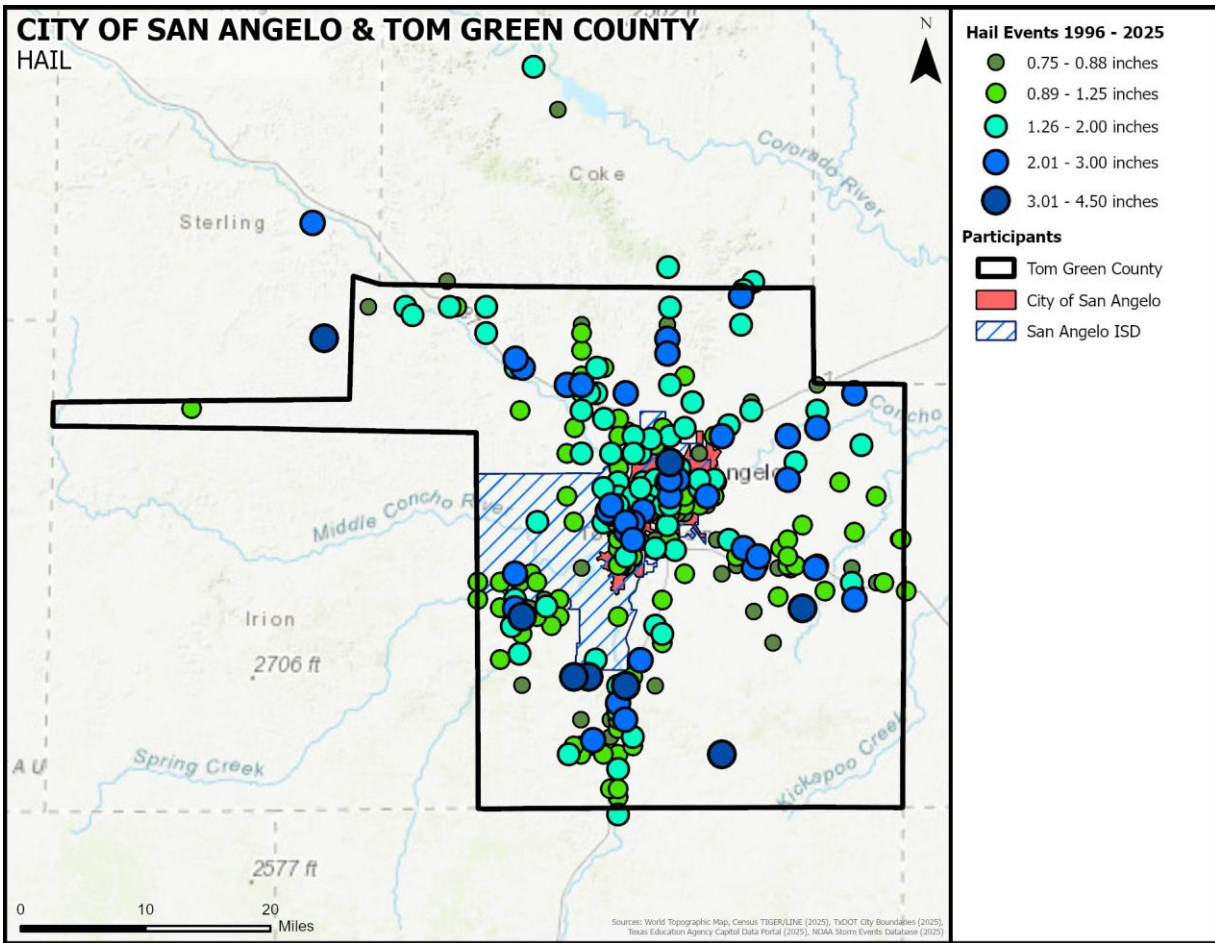 CITY OF SAN ANGELO & TOM GREEN COUNTY
HAIL
N
Colorado River
Coke
Sterling
Concho
ngelo
Middle Concho River
Irion
2706 ft
Spring Creek
Kickapoo Creek
A U
2577 ft
0 10 20
Miles
Sources: World Topographic Map, Census TIGER/LINE (2025), TxDOT City Boundaries (2025),
Texas Education Agency Capitol Data Portal (2025), NOAA Storm Events Database (2025)
Hail Events 1996 - 2025
0.75 - 0.88 inches
0.89 - 1.25 inches
1.26 - 2.00 inches
2.01 - 3.00 inches
3.01 - 4.50 inches
Participants
Tom Green County
City of San Angelo
San Angelo ISD